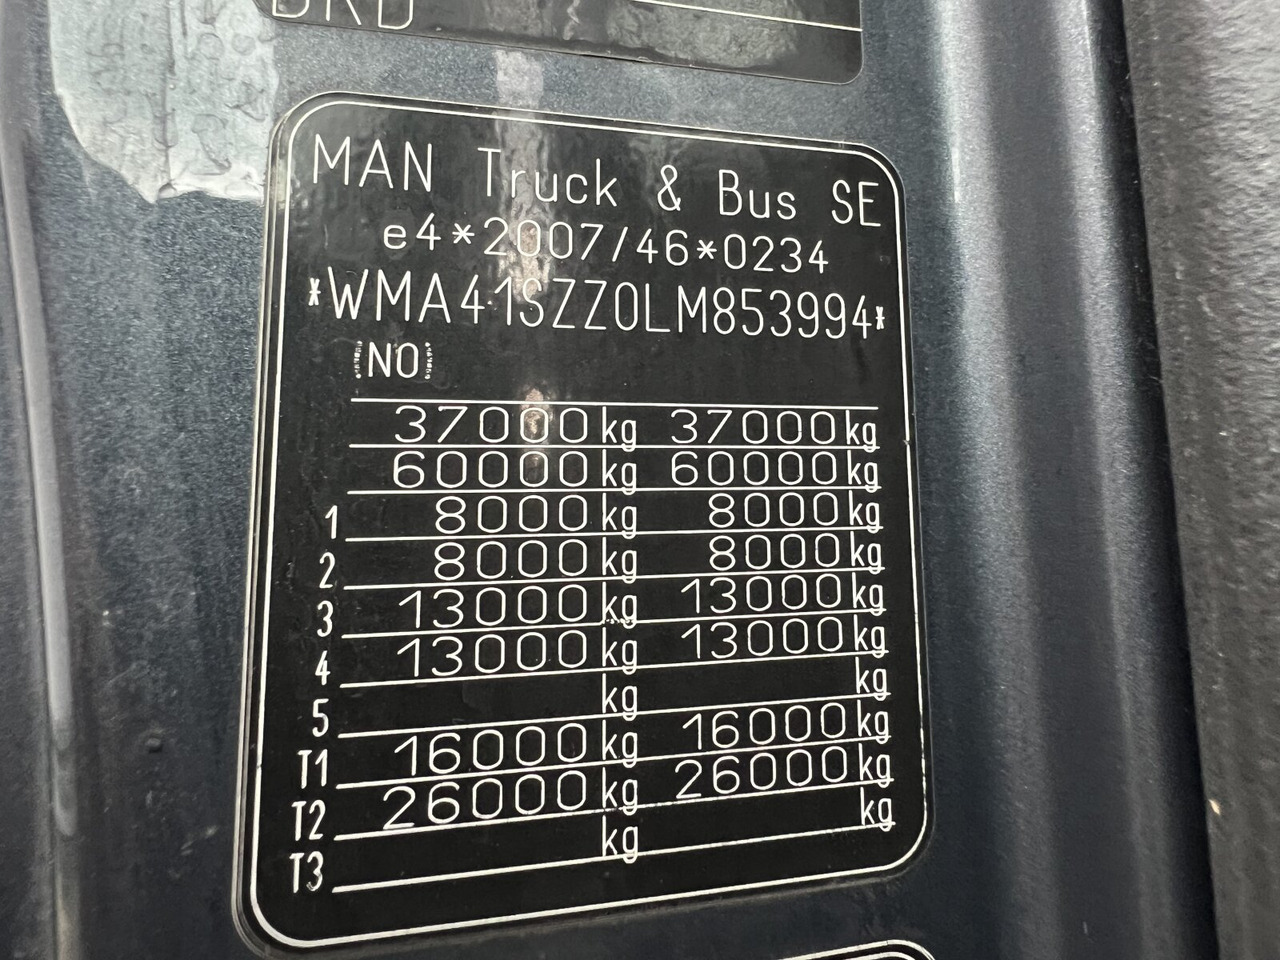 BRD
MAN Truck & Bus SE
e4*2007/46*0234
*WMA41SZZ0LM853994*
NO
37000kg 37000kg
60000kg 60000kg
1 8000kg 8000kg
2 8000kg 8000kg
3 13000kg 13000kg
4 13000kg 13000kg
5 kg kg
T1 16000kg 16000kg
T2 26000kg 26000kg
T3 kg kg